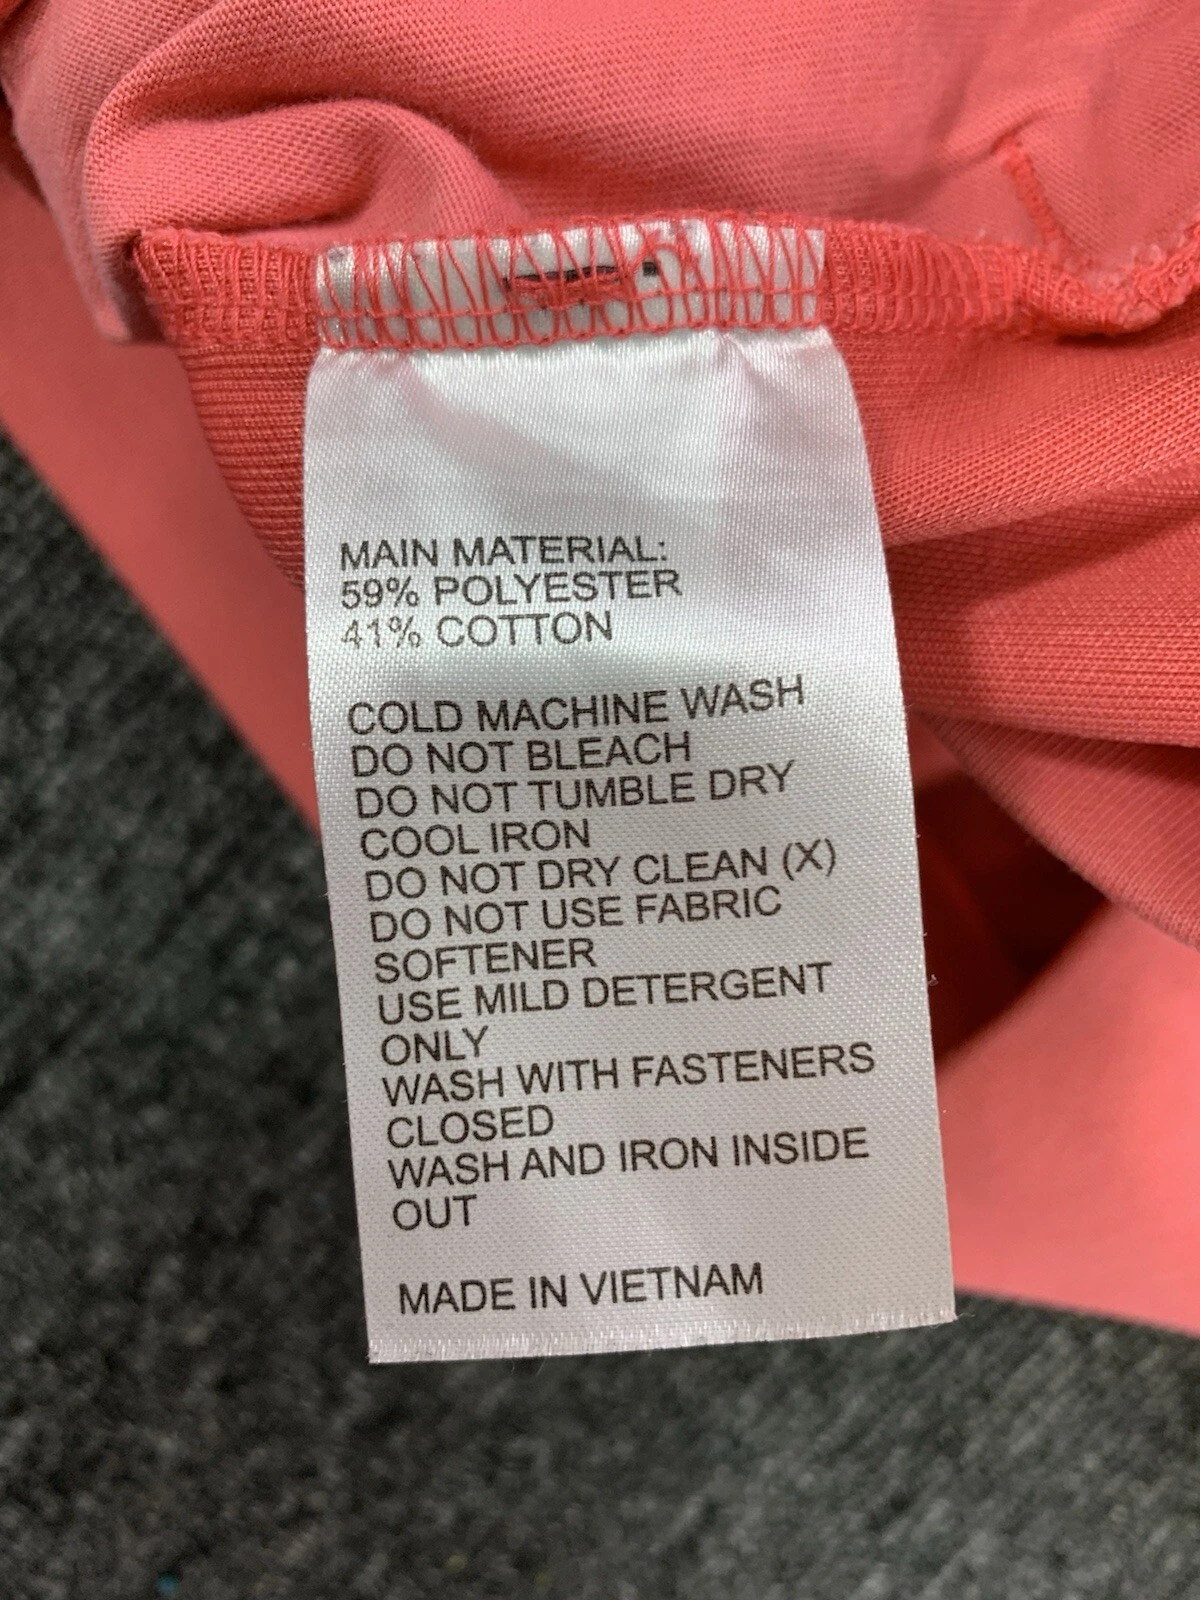 MAIN MATERIAL:
59% POLYESTER
41% COTTON
COLD MACHINE WASH
DO NOT BLEACH
DO NOT TUMBLE DRY
COOL IRON
DO NOT DRY CLEAN (X)
DO NOT USE FABRIC
SOFTENER
USE MILD DETERGENT
ONLY
WASH WITH FASTENERS
CLOSED
WASH AND IRON INSIDE
OUT
MADE IN VIETNAM